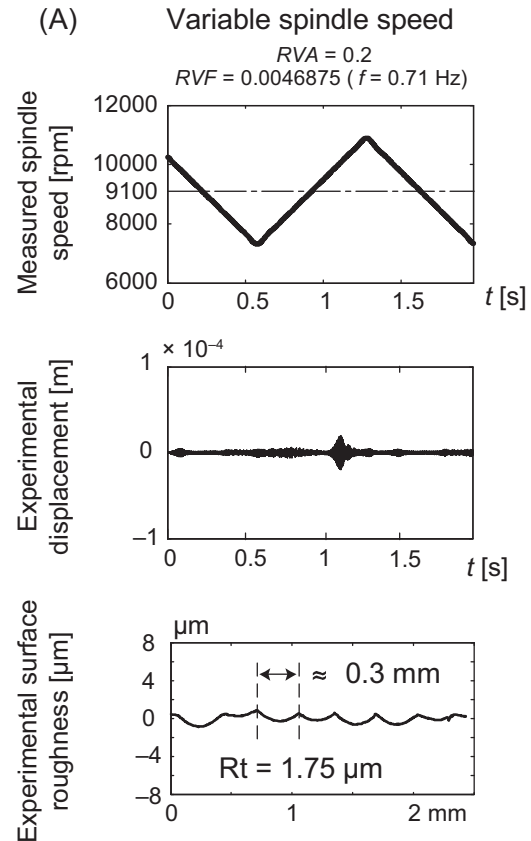 (A) Variable spindle speed
RVA = 0.2
RVF = 0.0046875 ( f = 0.71 Hz)
Measured spindle
speed [rpm]
12000
10000
9100
8000
6000
0 0.5 1 1.5 t [s]
× 10⁻⁴
Experimental
displacement [m]
1
0
–1
0 0.5 1 1.5 t [s]
µm
Experimental surface
roughness [µm]
8
4
0
–4
–8
≈ 0.3 mm
Rt = 1.75 µm
0 1 2 mm